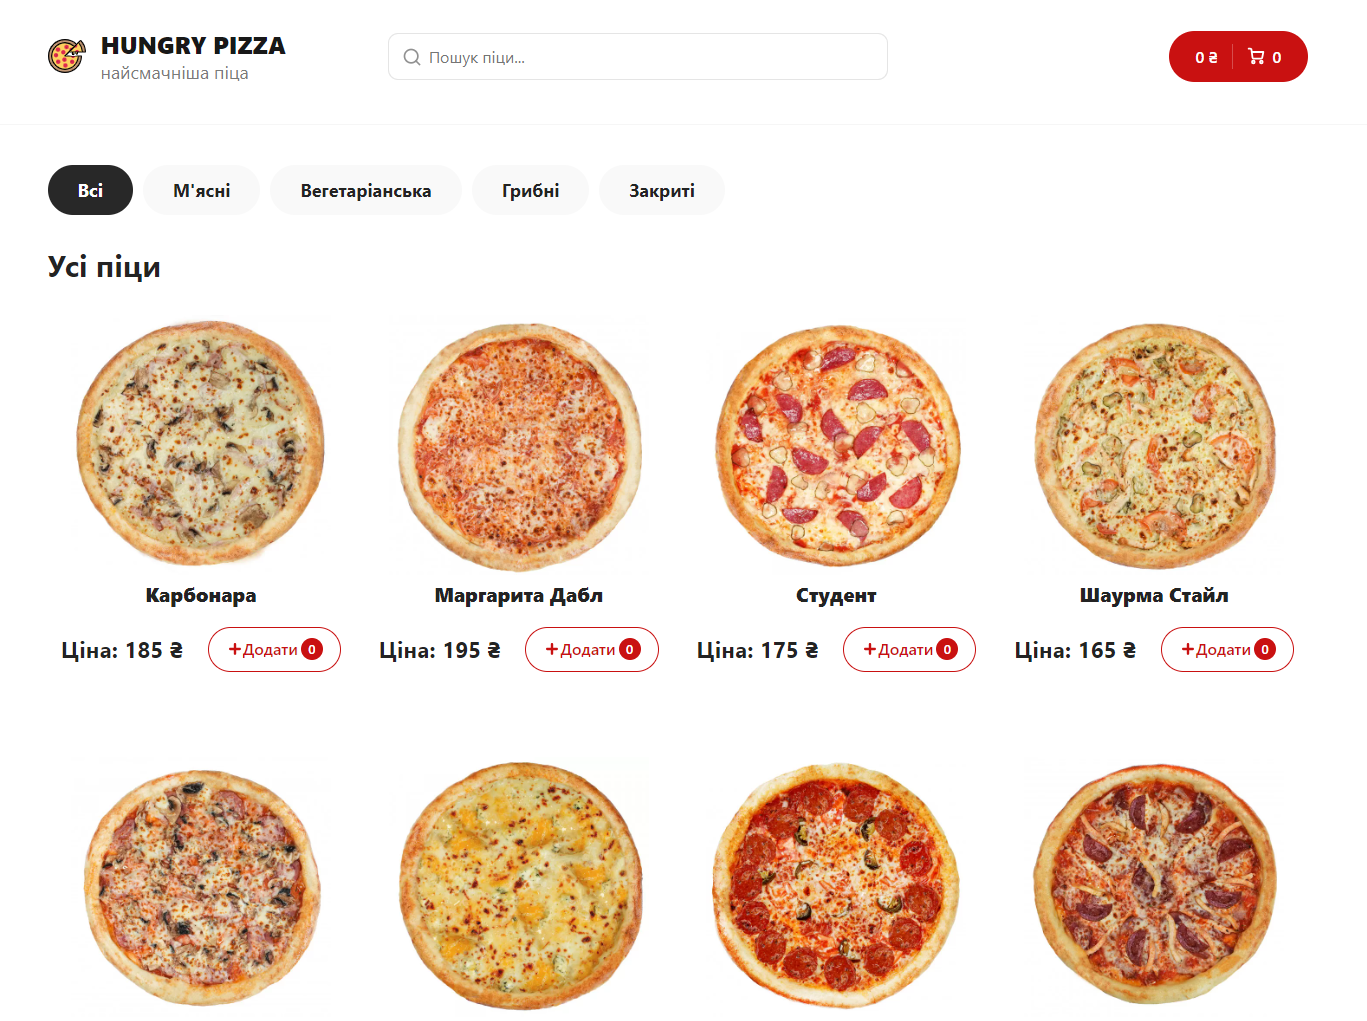 HUNGRY PIZZA
найсмачніша піца
Пошук піци...
0 ₴ 0
Всі М'ясні Вегетаріанська Грибні Закриті
Усі піци
Карбонара Маргарита Дабл Студент Шаурма Стайл
Ціна: 185 ₴ +Додати 0 Ціна: 195 ₴ +Додати 0 Ціна: 175 ₴ +Додати 0 Ціна: 165 ₴ +Додати 0